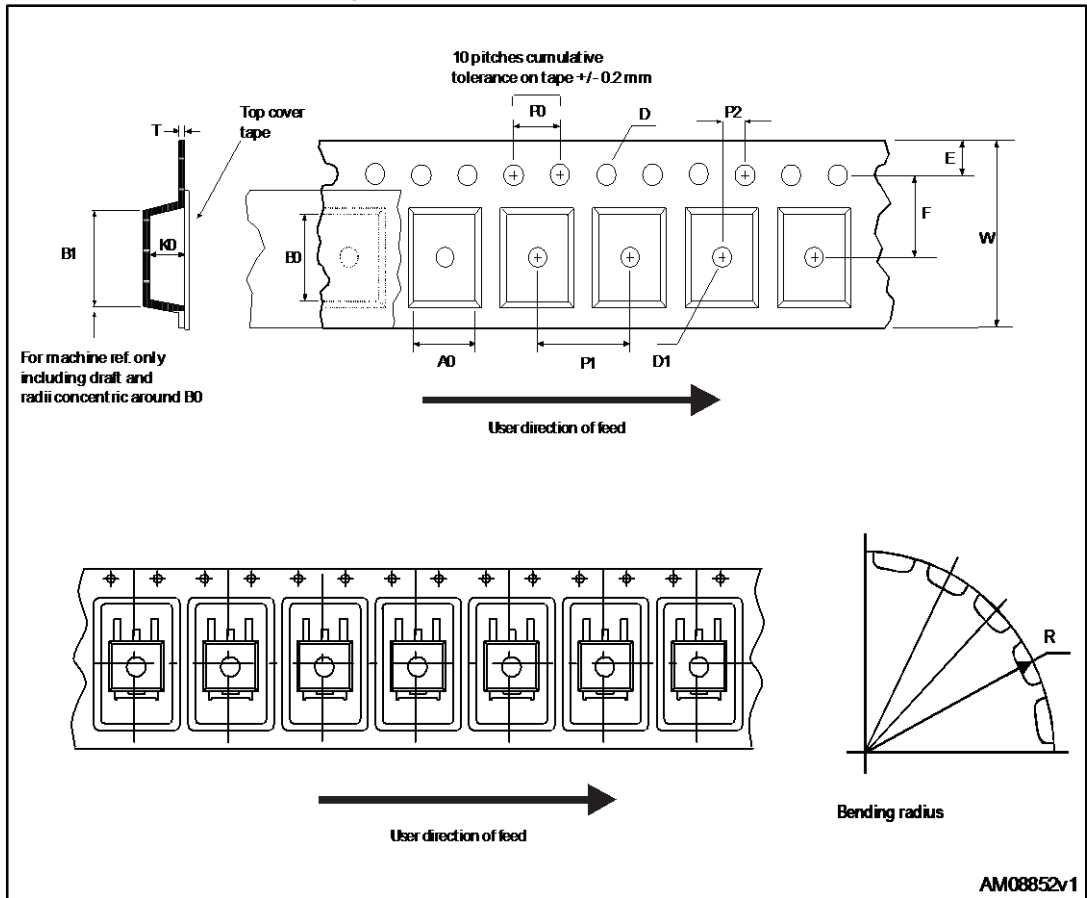 10 pitches cumulative
tolerance on tape +/- 0.2 mm
Top cover
tape
T
P0
D
P2
E
F
W
B1
K0
B0
For machine ref. only
including draft and
radii concentric around B0
A0
P1
D1
User direction of feed
R
Bending radius
User direction of feed
AM08852v1